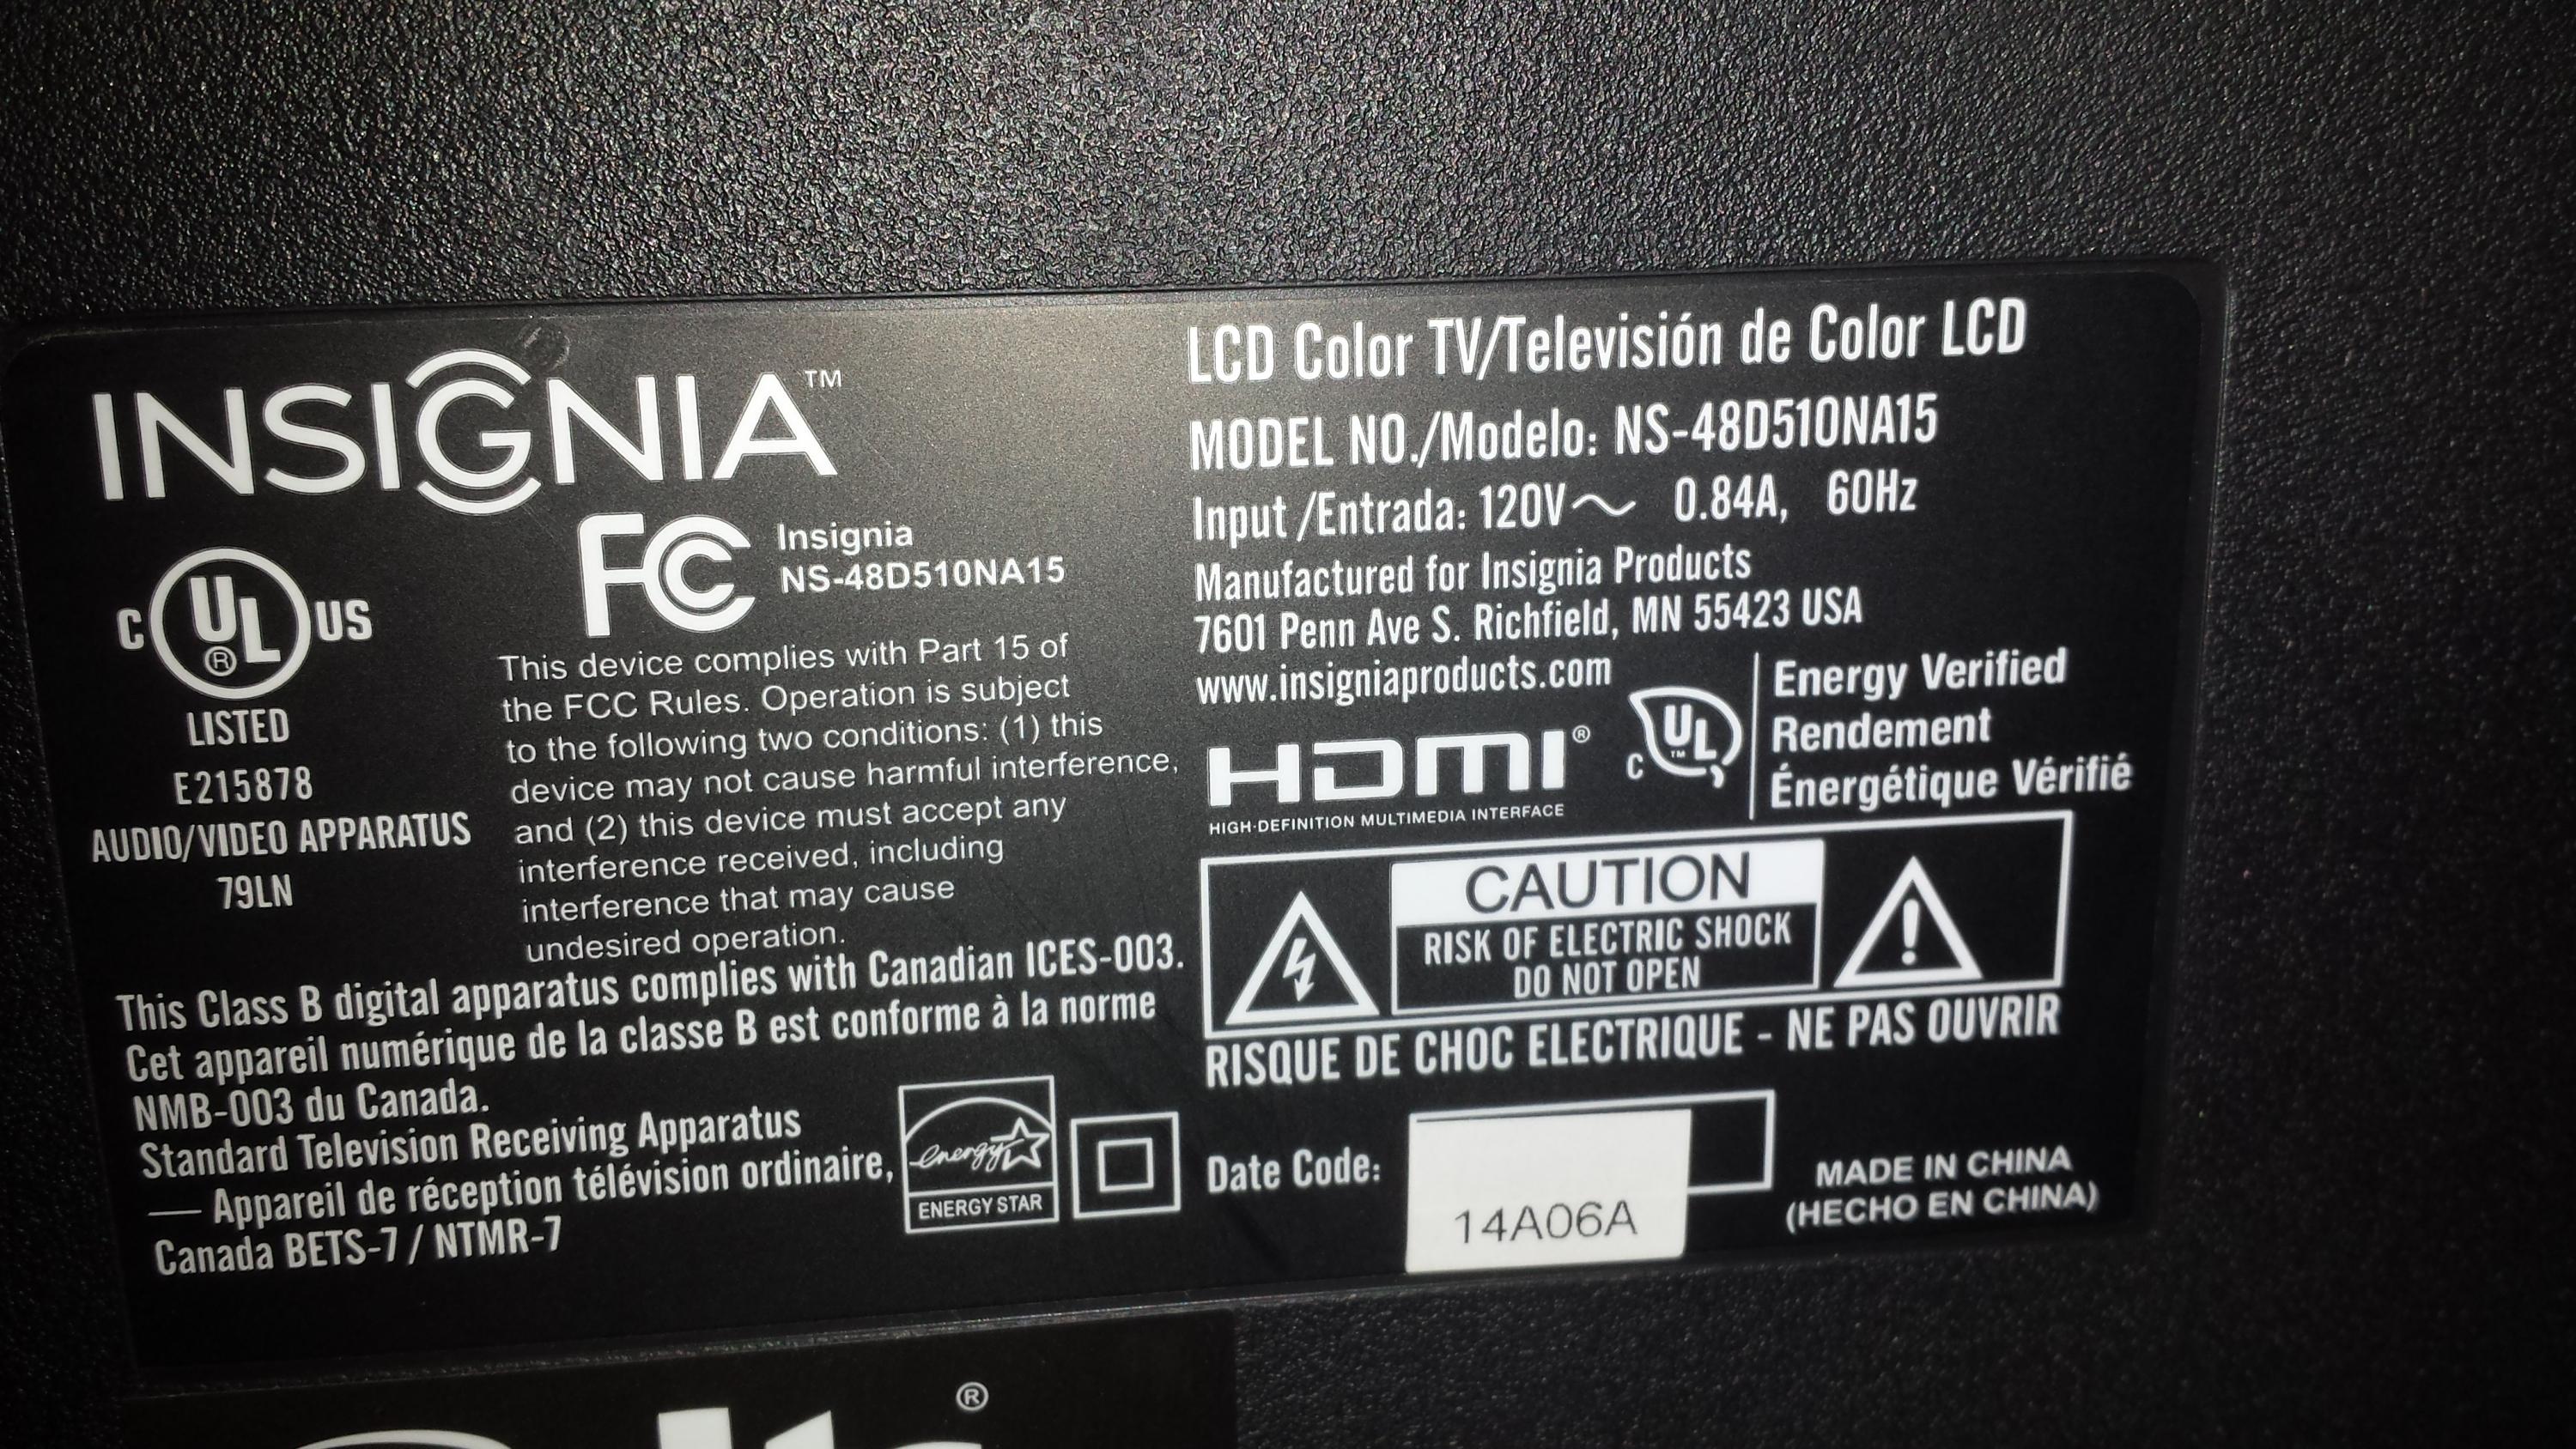 INSIGNIA™
C UL® US
LISTED
E215878
AUDIO/VIDEO APPARATUS
79LN
FC Insignia
NS-48D510NA15
This device complies with Part 15 of
the FCC Rules. Operation is subject
to the following two conditions: (1) this
device may not cause harmful interference,
and (2) this device must accept any
interference received, including
interference that may cause
undesired operation.
This Class B digital apparatus complies with Canadian ICES-003.
Cet appareil numérique de la classe B est conforme à la norme
NMB-003 du Canada.
Standard Television Receiving Apparatus
— Appareil de réception télévision ordinaire,
Canada BETS-7 / NTMR-7
energy
ENERGY STAR
LCD Color TV/Televisión de Color LCD
MODEL NO./Modelo: NS-48D510NA15
Input /Entrada: 120V～ 0.84A, 60Hz
Manufactured for Insignia Products
7601 Penn Ave S. Richfield, MN 55423 USA
www.insigniaproducts.com
HDMI®
HIGH-DEFINITION MULTIMEDIA INTERFACE
C UL™
Energy Verified
Rendement
Énergétique Vérifié
CAUTION
RISK OF ELECTRIC SHOCK
DO NOT OPEN
RISQUE DE CHOC ELECTRIQUE - NE PAS OUVRIR
Date Code:
14A06A
MADE IN CHINA
(HECHO EN CHINA)
®